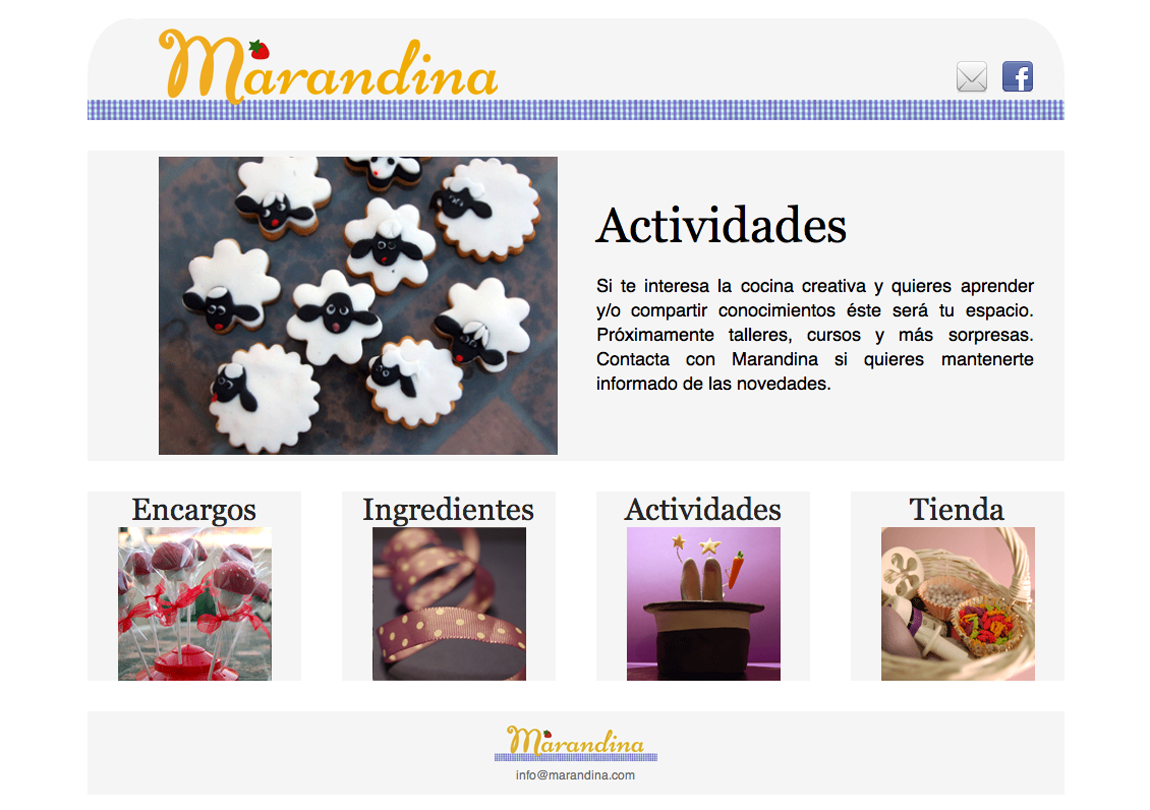 Marandina
Actividades
Si te interesa la cocina creativa y quieres aprender
y/o compartir conocimientos éste será tu espacio.
Próximamente talleres, cursos y más sorpresas.
Contacta con Marandina si quieres mantenerte
informado de las novedades.
Encargos
Ingredientes
Actividades
Tienda
Marandina
info@marandina.com